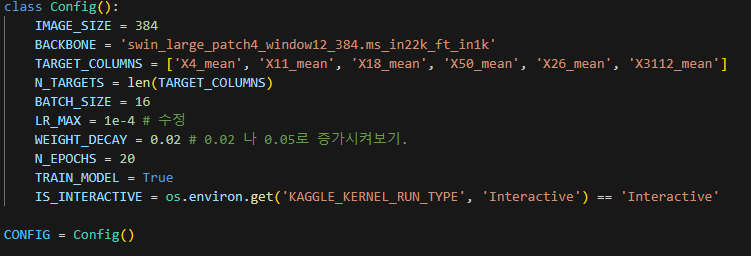 class Config():
    IMAGE_SIZE = 384
    BACKBONE = 'swin_large_patch4_window12_384.ms_in22k_ft_in1k'
    TARGET_COLUMNS = ['X4_mean', 'X11_mean', 'X18_mean', 'X50_mean', 'X26_mean', 'X3112_mean']
    N_TARGETS = len(TARGET_COLUMNS)
    BATCH_SIZE = 16
    LR_MAX = 1e-4 # 수정
    WEIGHT_DECAY = 0.02 # 0.02 나 0.05로 증가시켜보기.
    N_EPOCHS = 20
    TRAIN_MODEL = True
    IS_INTERACTIVE = os.environ.get('KAGGLE_KERNEL_RUN_TYPE', 'Interactive') == 'Interactive'
CONFIG = Config()